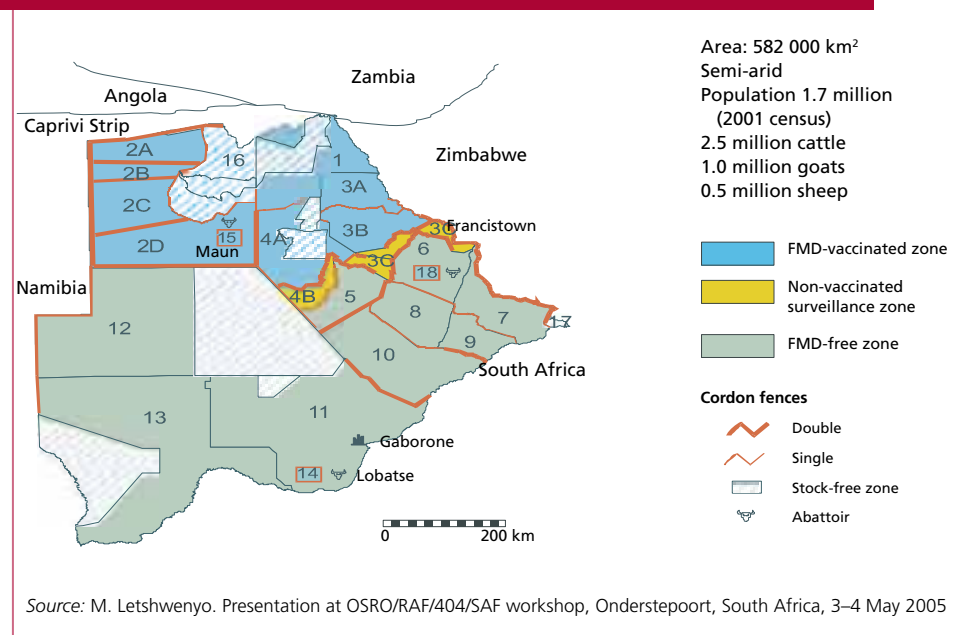 Angola
Zambia
Caprivi Strip
Zimbabwe
2A
2B
2C
2D
16
1
3A
3B
4A
15
Maun
3C
Francistown
6
3C
18
Namibia
4B
5
12
8
7
17
9
10
South Africa
13
11
Gaborone
14
Lobatse
0
200 km
Area: 582 000 km²
Semi-arid
Population 1.7 million
(2001 census)
2.5 million cattle
1.0 million goats
0.5 million sheep
FMD-vaccinated zone
Non-vaccinated
surveillance zone
FMD-free zone
Cordon fences
Double
Single
Stock-free zone
Abattoir
Source: M. Letshwenyo. Presentation at OSRO/RAF/404/SAF workshop, Onderstepoort, South Africa, 3–4 May 2005